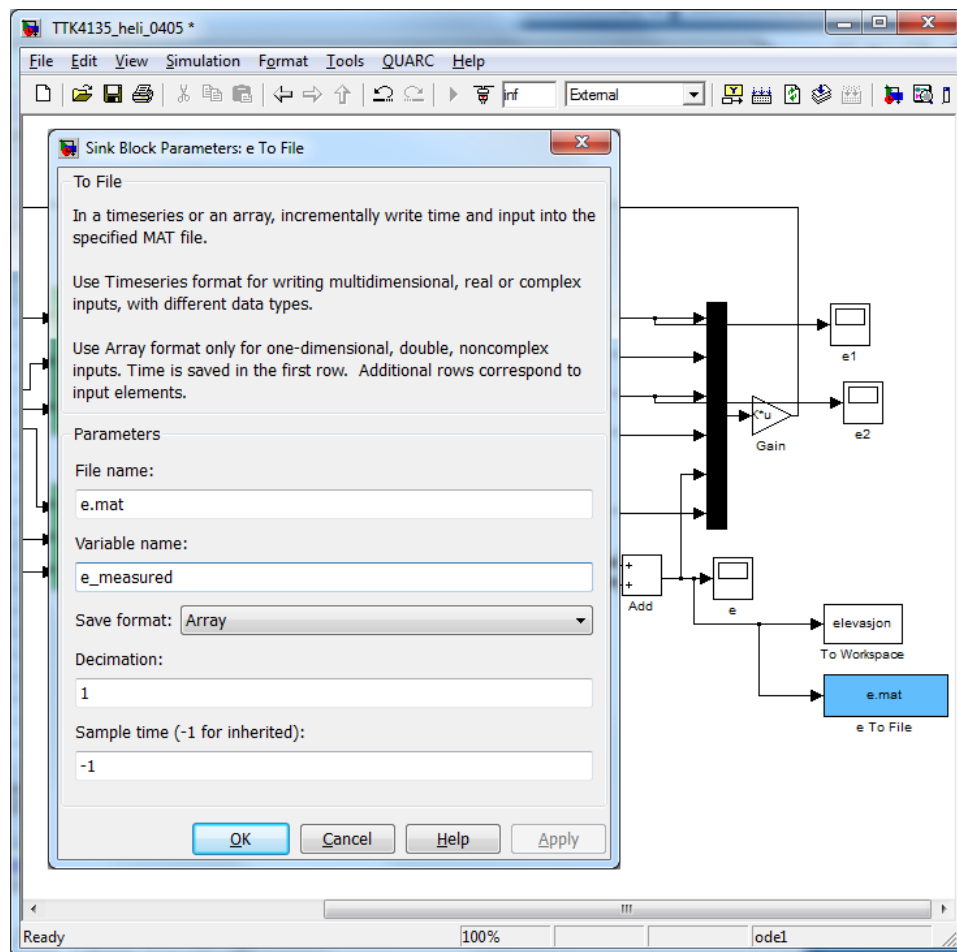 TTK4135_heli_0405 *
File Edit View Simulation Format Tools QUARC Help
inf External
Sink Block Parameters: e To File
To File
In a timeseries or an array, incrementally write time and input into the
specified MAT file.
Use Timeseries format for writing multidimensional, real or complex
inputs, with different data types.
Use Array format only for one-dimensional, double, noncomplex
inputs. Time is saved in the first row. Additional rows correspond to
input elements.
Parameters
File name:
e.mat
Variable name:
e_measured
Save format: Array
Decimation:
1
Sample time (-1 for inherited):
-1
OK Cancel Help Apply
e1
K*u
Gain
e2
+
+
Add
e
elevasjon
To Workspace
e.mat
e To File
Ready 100% ode1